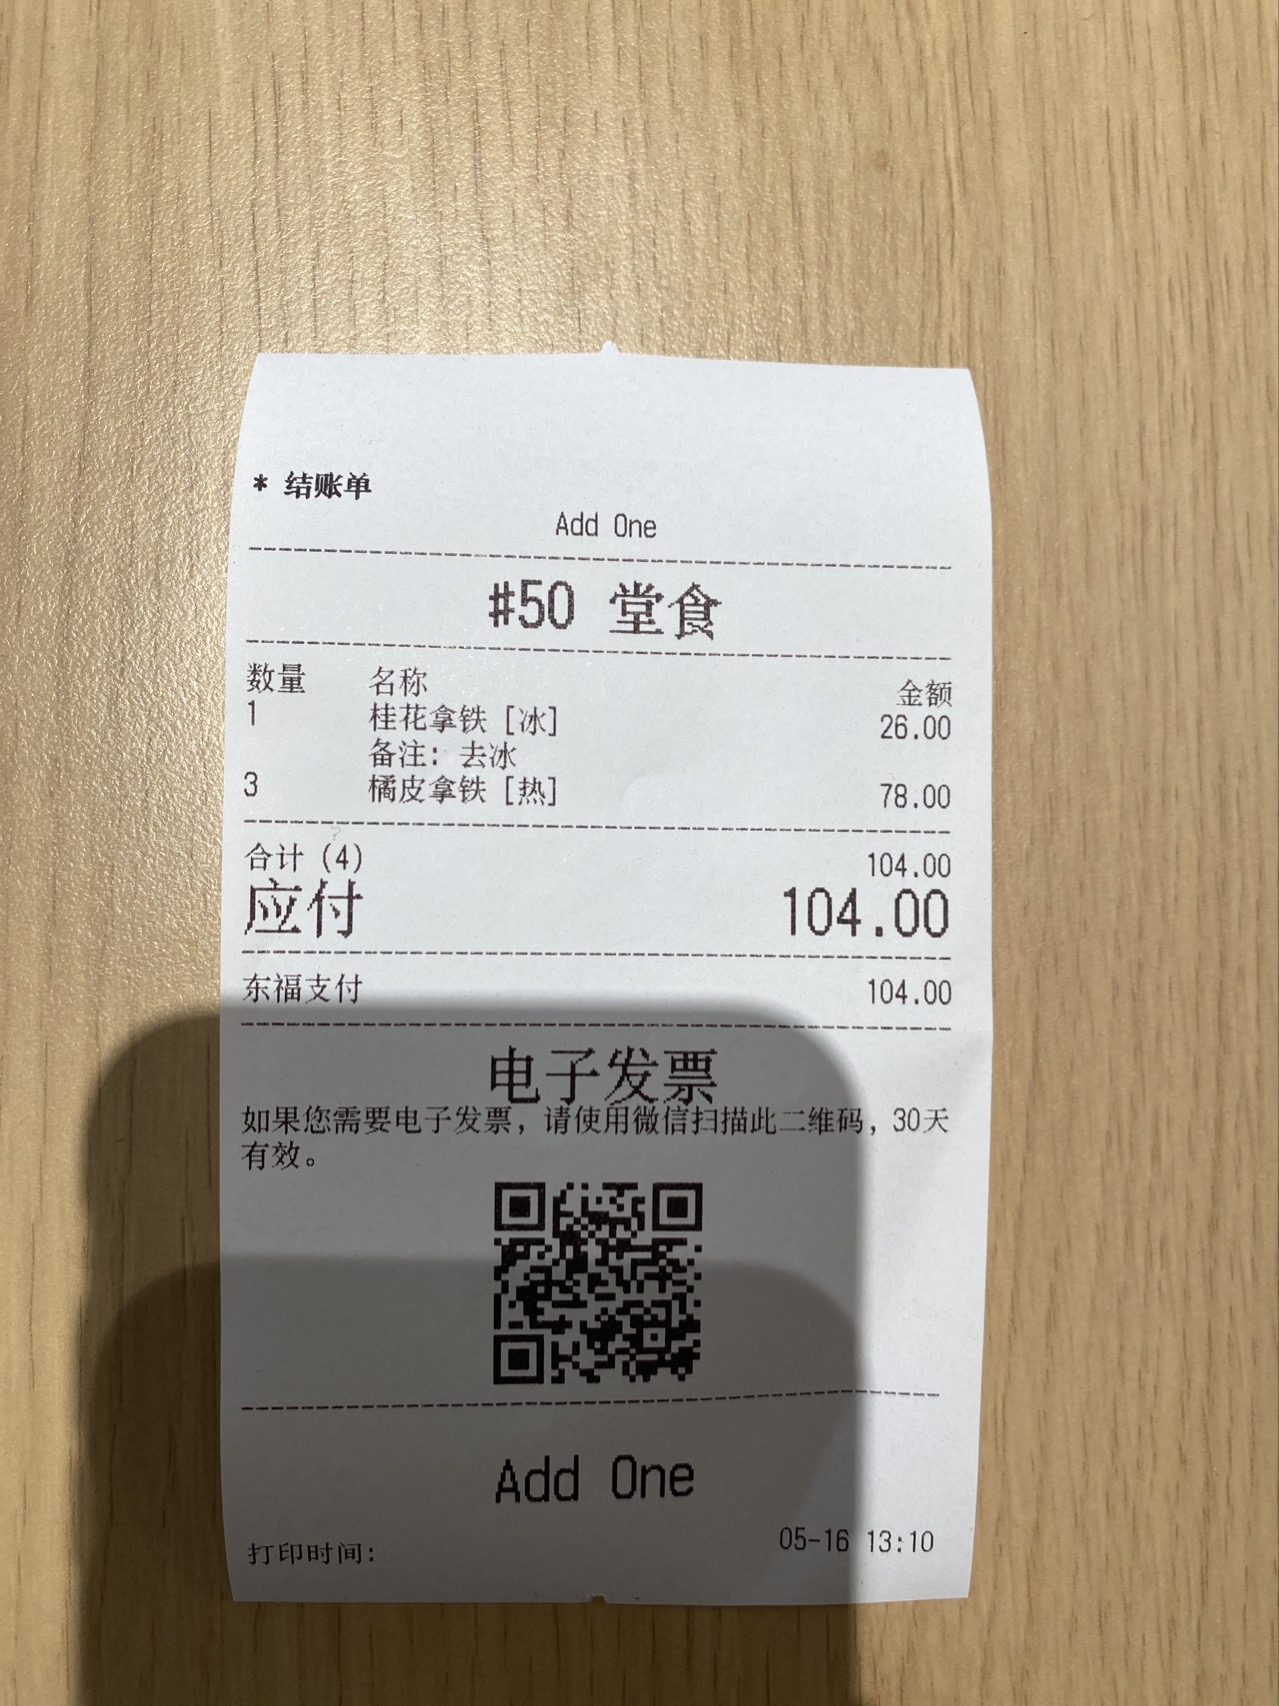 * 结账单
Add One
#50 堂食
数量 名称 金额
1 桂花拿铁 [冰] 26.00
备注: 去冰
3 橘皮拿铁 [热] 78.00
合计 (4) 104.00
应付 104.00
东福支付 104.00
电子发票
如果您需要电子发票，请使用微信扫描此二维码，30天
有效。
Add One
打印时间: 05-16 13:10